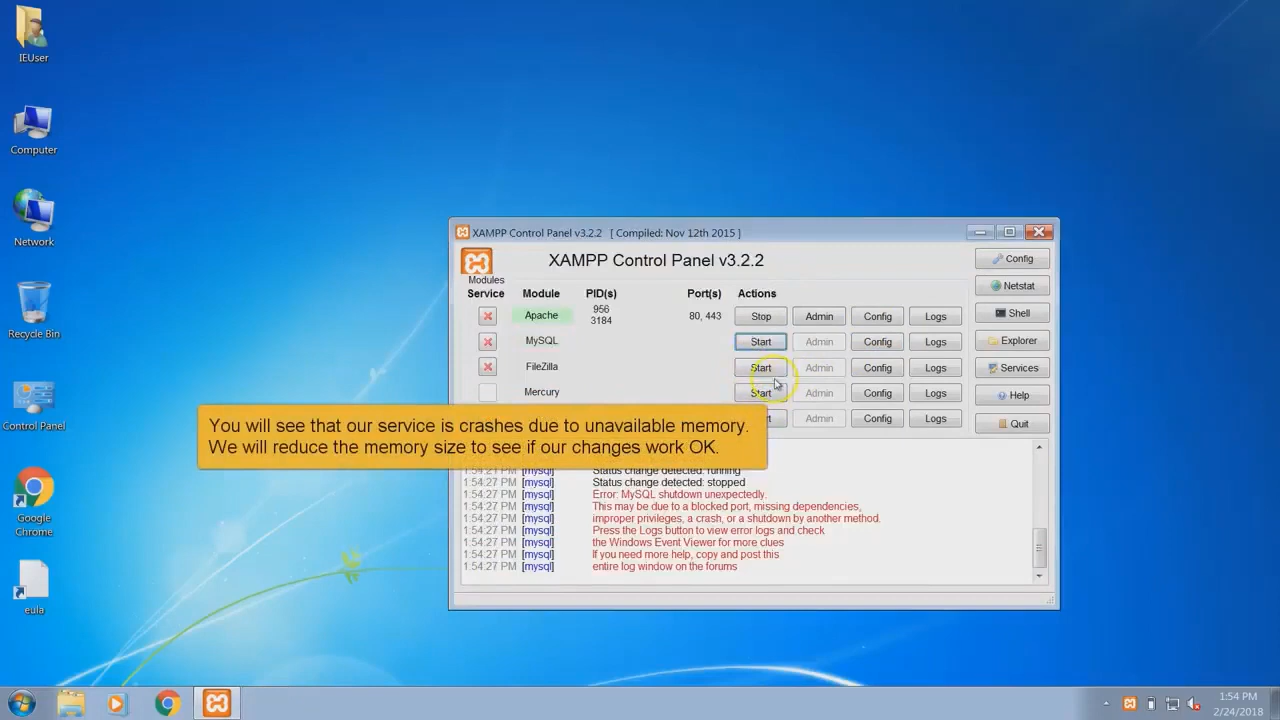 IEUser
Computer
Network
Recycle Bin
Control Panel
Google
Chrome
eula
XAMPP Control Panel v3.2.2 [ Compiled: Nov 12th 2015 ]
XAMPP Control Panel v3.2.2
Config
Modules
Service Module PID(s) Port(s) Actions
Netstat
Apache 956 80, 443 Stop Admin Config Logs
3184
Shell
MySQL Start Admin Config Logs
Explorer
FileZilla Start Admin Config Logs
Services
Mercury Start Admin Config Logs
Help
Config Logs
Quit
You will see that our service is crashes due to unavailable memory.
We will reduce the memory size to see if our changes work OK.
1:54:27 PM [mysql] Status change detected: stopped
1:54:27 PM [mysql] Error: MySQL shutdown unexpectedly.
1:54:27 PM [mysql] This may be due to a blocked port, missing dependencies,
1:54:27 PM [mysql] improper privileges, a crash, or a shutdown by another method.
1:54:27 PM [mysql] Press the Logs button to view error logs and check
1:54:27 PM [mysql] the Windows Event Viewer for more clues
1:54:27 PM [mysql] If you need more help, copy and post this
1:54:27 PM [mysql] entire log window on the forums
1:54 PM
2/24/2018